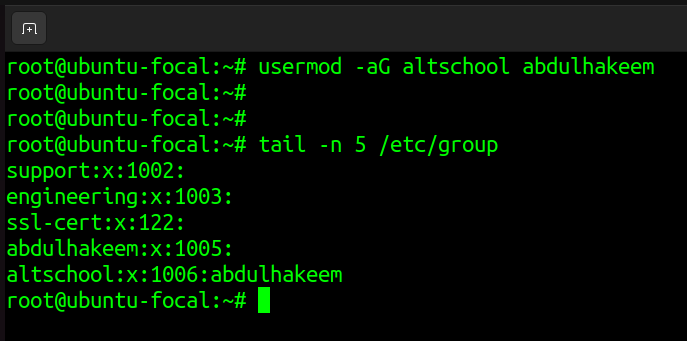 root@ubuntu-focal:~# usermod -aG altschool abdulhakeem
root@ubuntu-focal:~#
root@ubuntu-focal:~#
root@ubuntu-focal:~# tail -n 5 /etc/group
support:x:1002:
engineering:x:1003:
ssl-cert:x:122:
abdulhakeem:x:1005:
altschool:x:1006:abdulhakeem
root@ubuntu-focal:~#